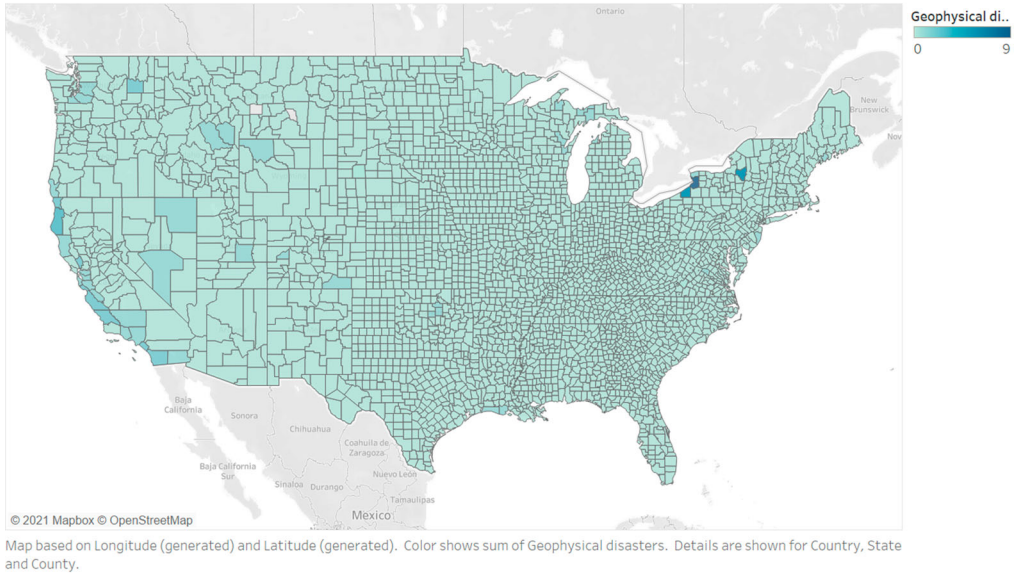 Ontario
Geophysical di..
0 9
New
Brunswick
Nov
Baja
California
Sonora
Chihuahua
Coahuila de
Zaragoza
Baja California
Sur
Nuevo León
Sinaloa
Durango
Tamaulipas
Mexico
© 2021 Mapbox © OpenStreetMap
Map based on Longitude (generated) and Latitude (generated). Color shows sum of Geophysical disasters. Details are shown for Country, State
and County.